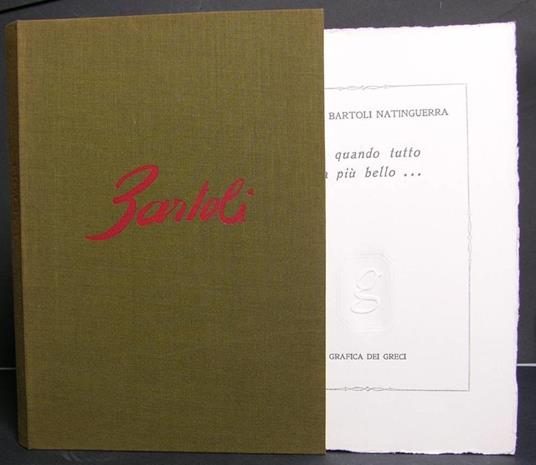 Bartoli
BARTOLI NATINGUERRA
quando tutto
più bello ...
g
GRAFICA DEI GRECI